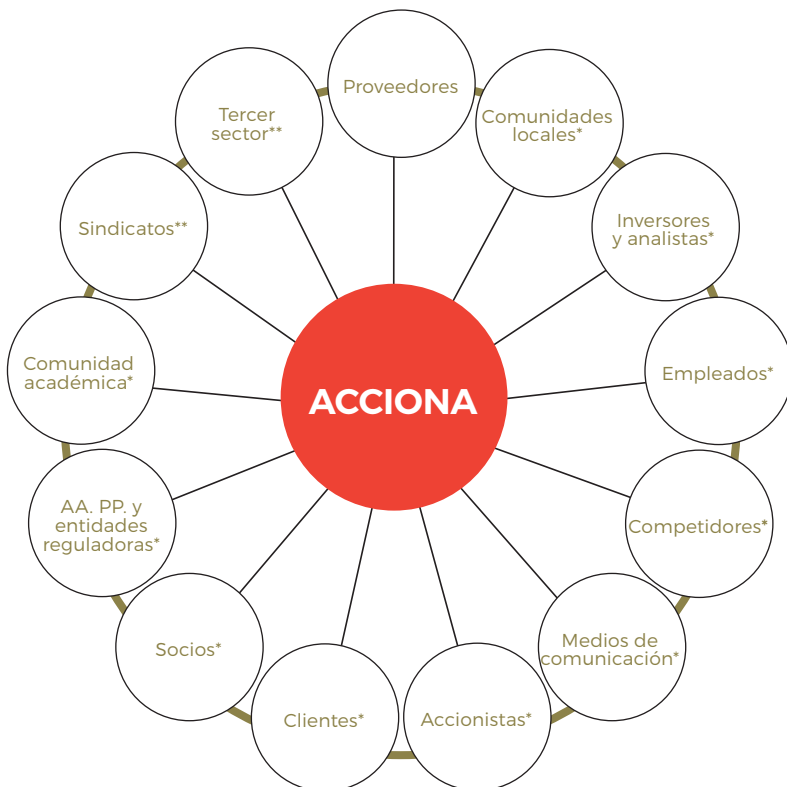 Proveedores
Comunidades
locales*
Inversores
y analistas*
Empleados*
Competidores*
Medios de
comunicación*
Accionistas*
Clientes*
Socios*
AA. PP. y
entidades
reguladoras*
Comunidad
académica*
Sindicatos**
Tercer
sector**
ACCIONA